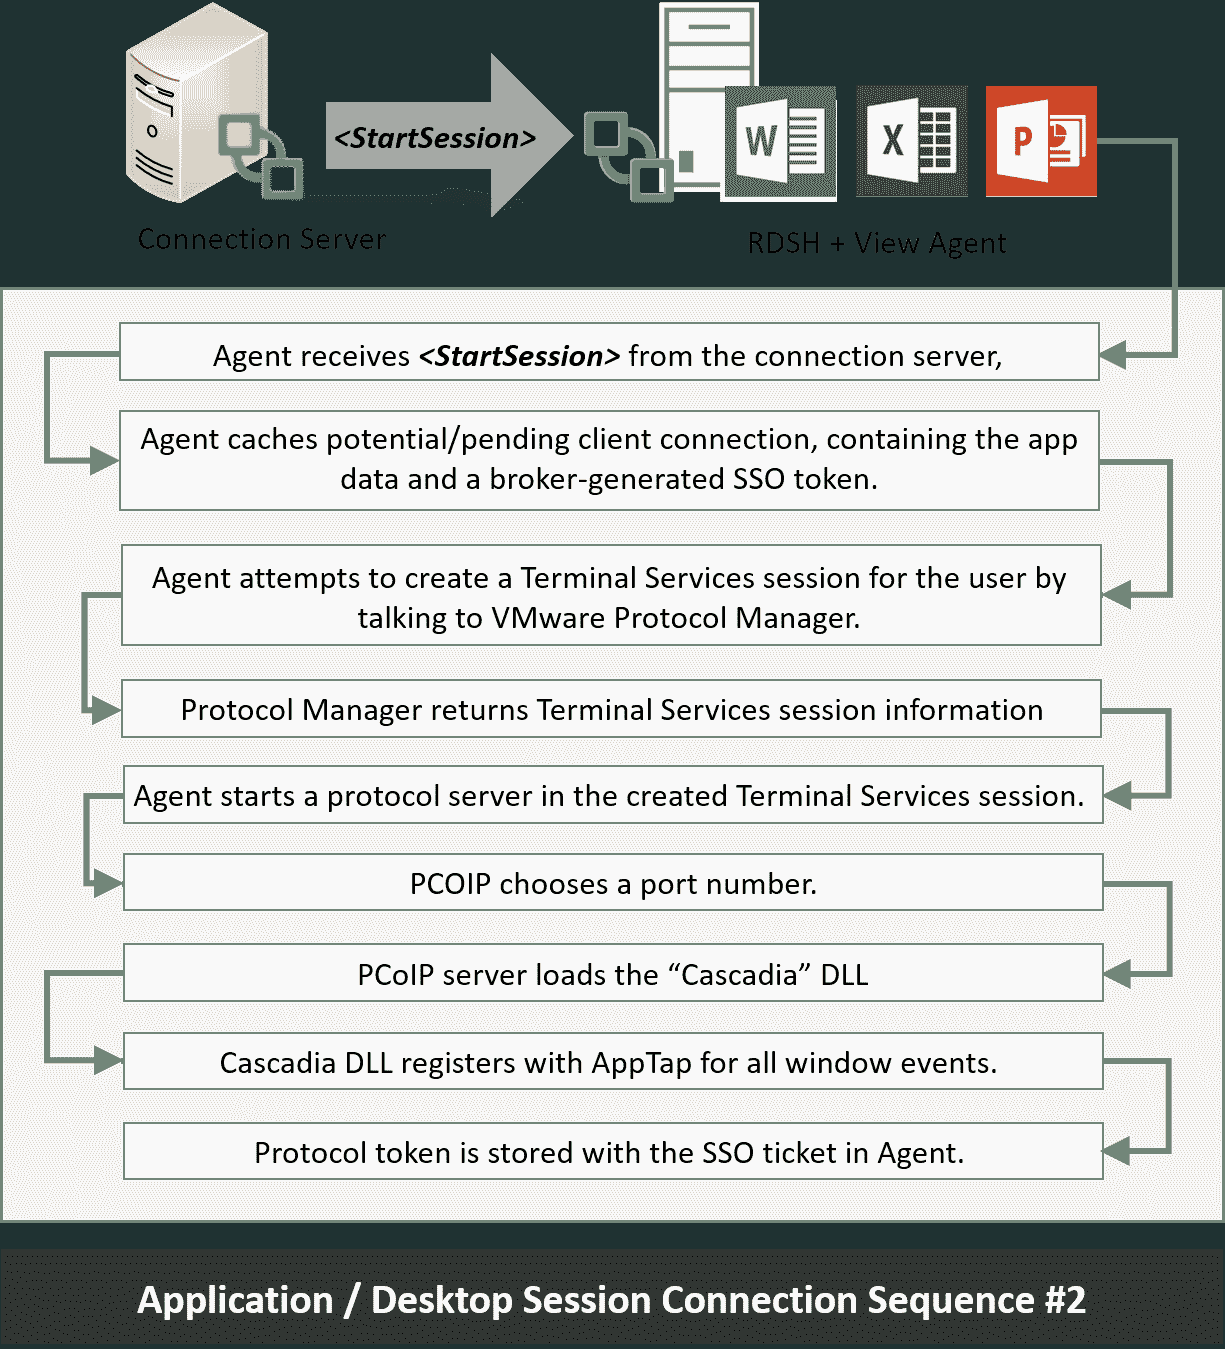 <StartSession>
W
X
P
Connection Server
RDSH + View Agent
Agent receives <StartSession> from the connection server,
Agent caches potential/pending client connection, containing the app
data and a broker-generated SSO token.
Agent attempts to create a Terminal Services session for the user by
talking to VMware Protocol Manager.
Protocol Manager returns Terminal Services session information
Agent starts a protocol server in the created Terminal Services session.
PCOIP chooses a port number.
PCoIP server loads the “Cascadia” DLL
Cascadia DLL registers with AppTap for all window events.
Protocol token is stored with the SSO ticket in Agent.
Application / Desktop Session Connection Sequence #2